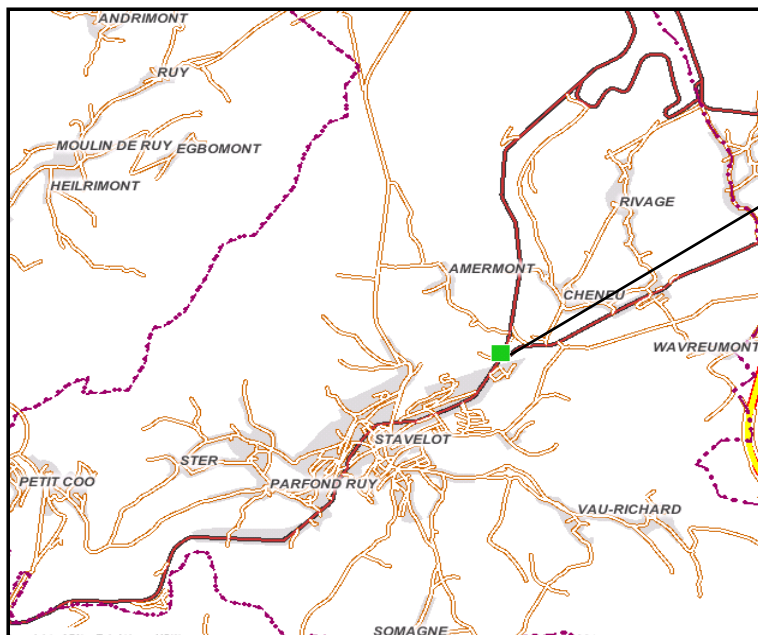 ANDRIMONT
RUY
MOULIN DE RUY
EGBOMONT
HEILRIMONT
RIVAGE
AMERMONT
CHENEU
WAVREUMONT
STAVELOT
STER
PETIT COO
PARFOND RUY
VAU-RICHARD
SOMAGNE